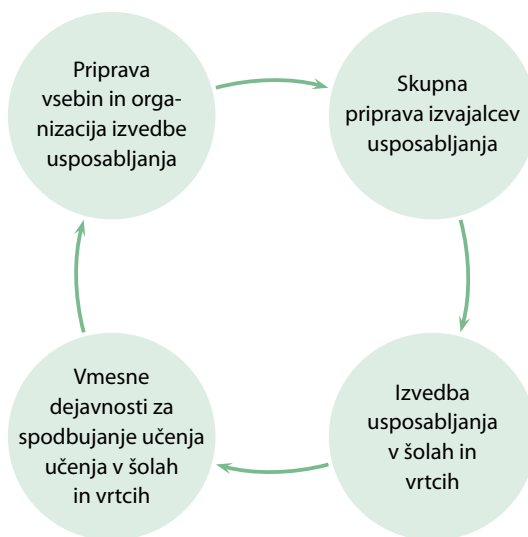 Priprava
vsebin in orga-
nizacija izvedbe
usposabljanja
Skupna
priprava izvajalcev
usposabljanja
Izvedba
usposabljanja
v šolah in
vrtcih
Vmesne
dejavnosti za
spodbujanje učenja
učenja v šolah
in vrtcih